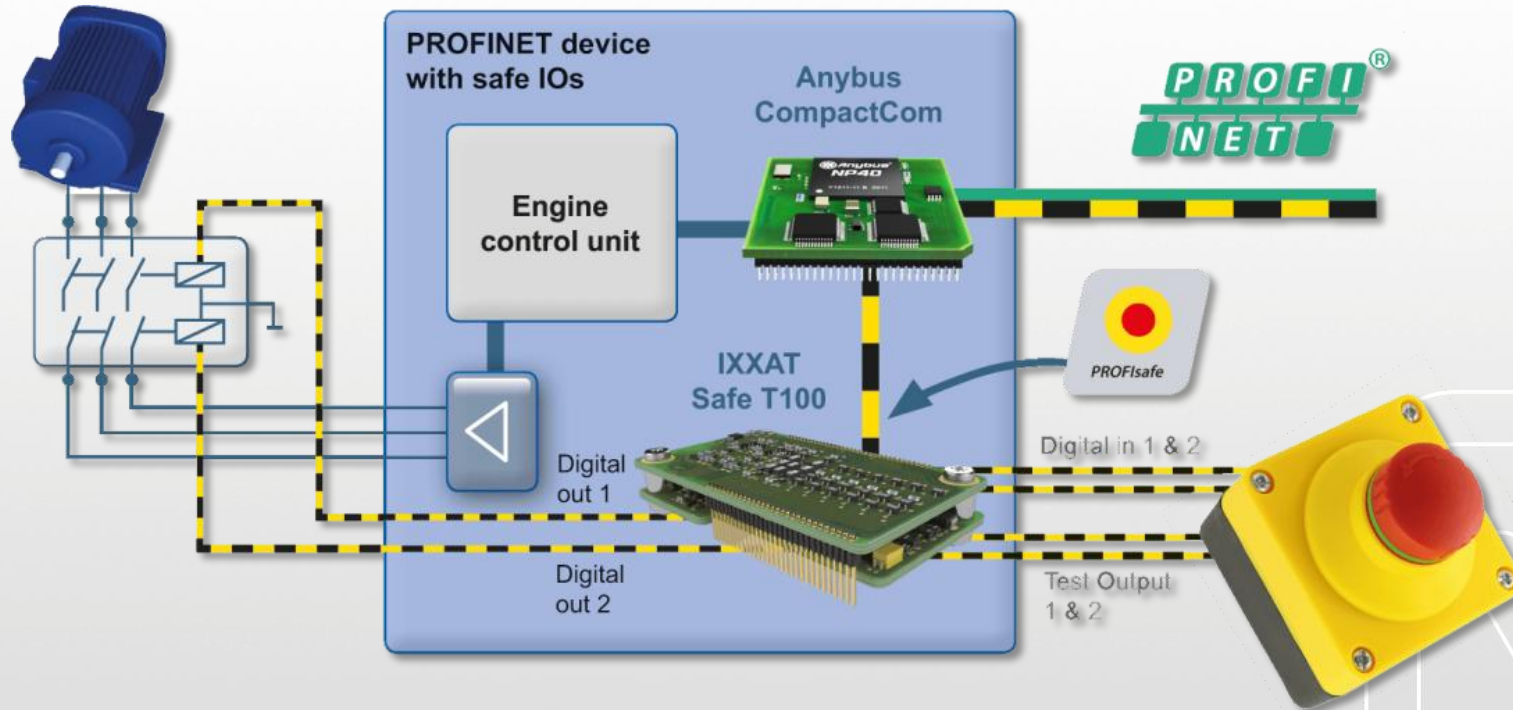 PROFINET device
with safe IOs
Anybus
CompactCom
Anybus®
NP40
PROFI®
NET
Engine
control unit
PROFIsafe
IXXAT
Safe T100
Digital in 1 & 2
Digital
out 1
Digital
out 2
Test Output
1 & 2